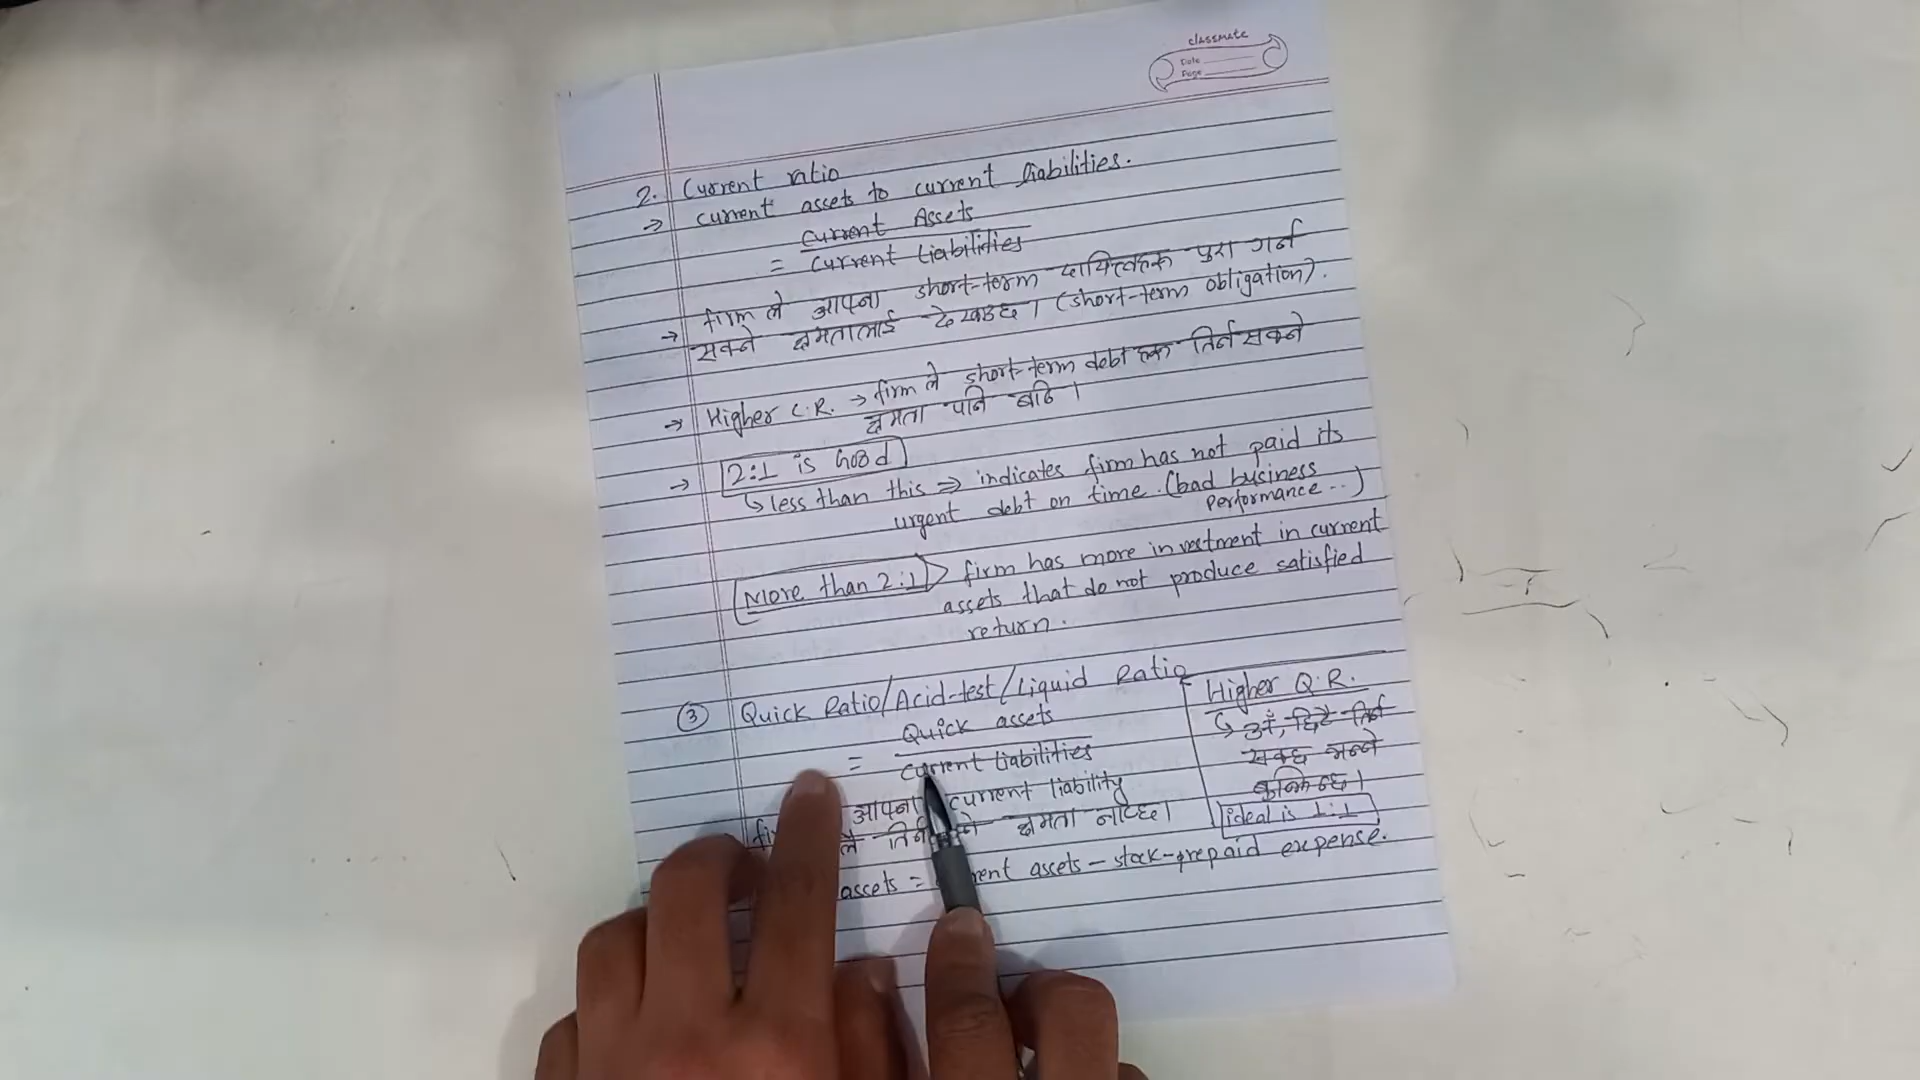 classmate
Date
Page
2. Current ratio
→ current assets to current liabilities.
= Current Assets
Current Liabilities
→ firm ले आफ्ना short-term दायित्वहरू पुरा गर्न
सक्ने क्षमतालाई देखाउछ। (short-term obligation).
→ Higher C.R. → firm ले short-term debt हरू तिर्न सक्ने
क्षमता पनि बढि।
→ 2:1 is Good
↳ less than this ⇒ indicates firm has not paid its
urgent debt on time. (bad business
performance..)
More than 2:1 > firm has more investment in current
assets that do not produce satisfied
return.
③ Quick Ratio/Acid-test/Liquid Ratio
= Quick assets
Current Liabilities
आफ्ना current liability
क्षमता नाप्छ।
assets = assets - stock - prepaid expense.
Higher Q.R.
↳ छिटै तिर्न
सक्छ भन्ने
बुझिन्छ।
ideal is 1:1